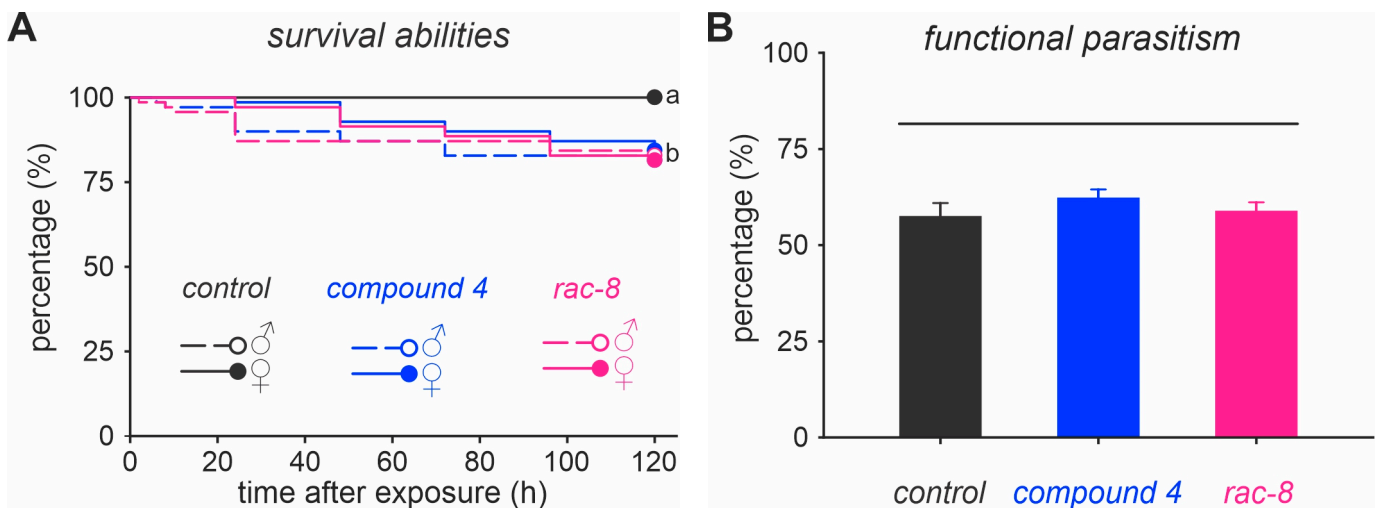 A
survival abilities
percentage (%)
100
75
50
25
0
a
b
control
compound 4
rac-8
♂
♀
♂
♀
♂
♀
0 20 40 60 80 100 120
time after exposure (h)
B
functional parasitism
percentage (%)
100
75
50
25
0
control compound 4 rac-8